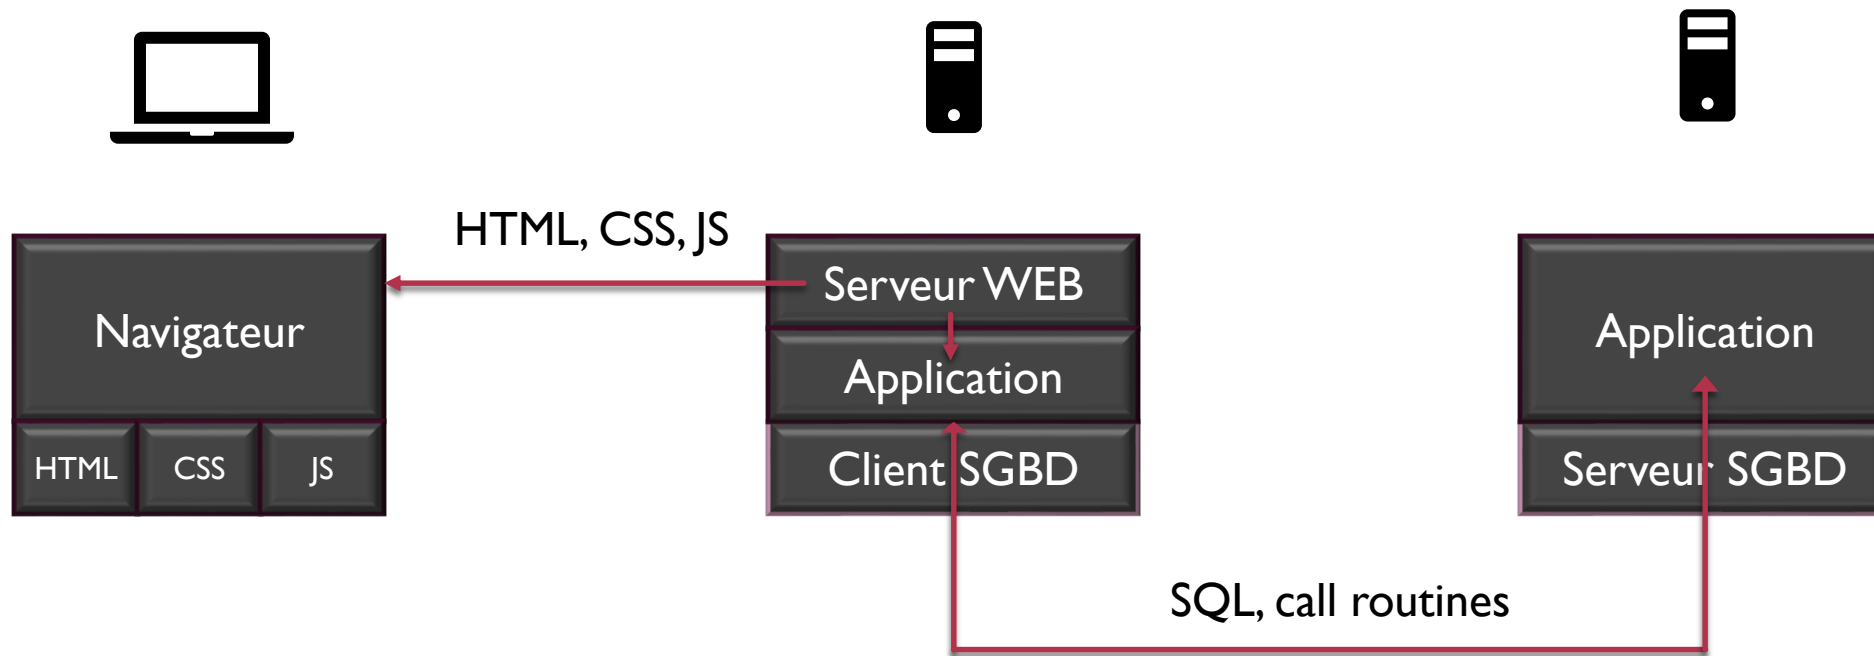 HTML, CSS, JS
Navigateur
HTML
CSS
JS
Serveur WEB
Application
Client SGBD
Application
Serveur SGBD
SQL, call routines